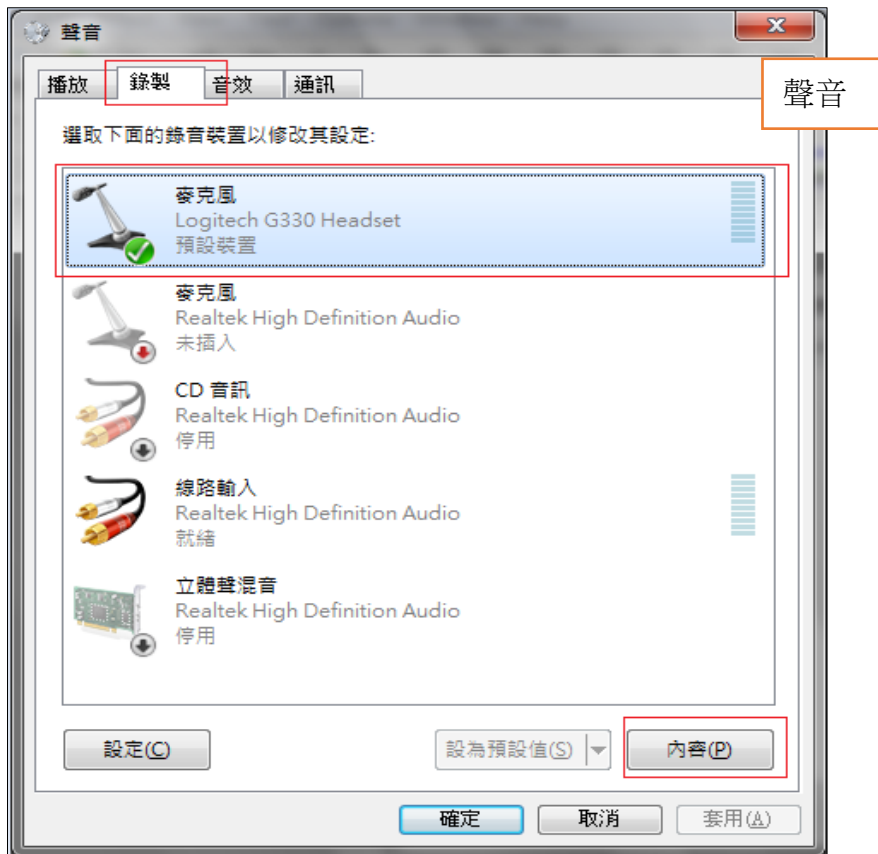 聲音
播放 錄製 音效 通訊
聲音
選取下面的錄音裝置以修改其設定:
麥克風
Logitech G330 Headset
預設裝置
麥克風
Realtek High Definition Audio
未插入
CD 音訊
Realtek High Definition Audio
停用
線路輸入
Realtek High Definition Audio
就緒
立體聲混音
Realtek High Definition Audio
停用
設定(C) 設為預設值(S) 內容(P)
確定 取消 套用(A)